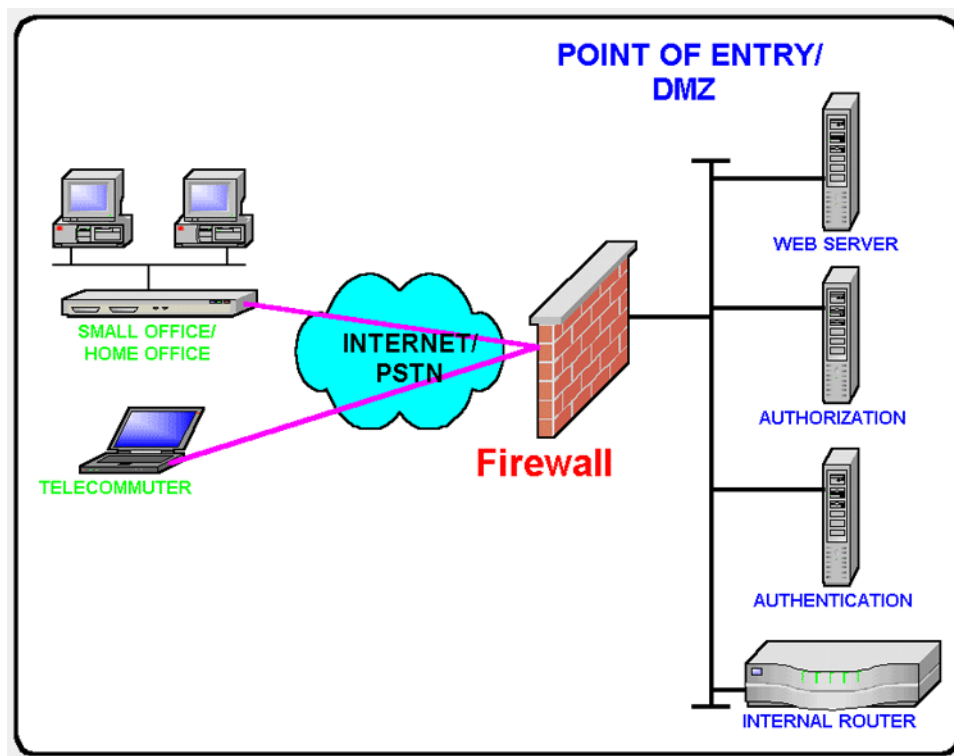 POINT OF ENTRY/
DMZ
WEB SERVER
SMALL OFFICE/
HOME OFFICE
INTERNET/
PSTN
AUTHORIZATION
Firewall
TELECOMMUTER
AUTHENTICATION
INTERNAL ROUTER